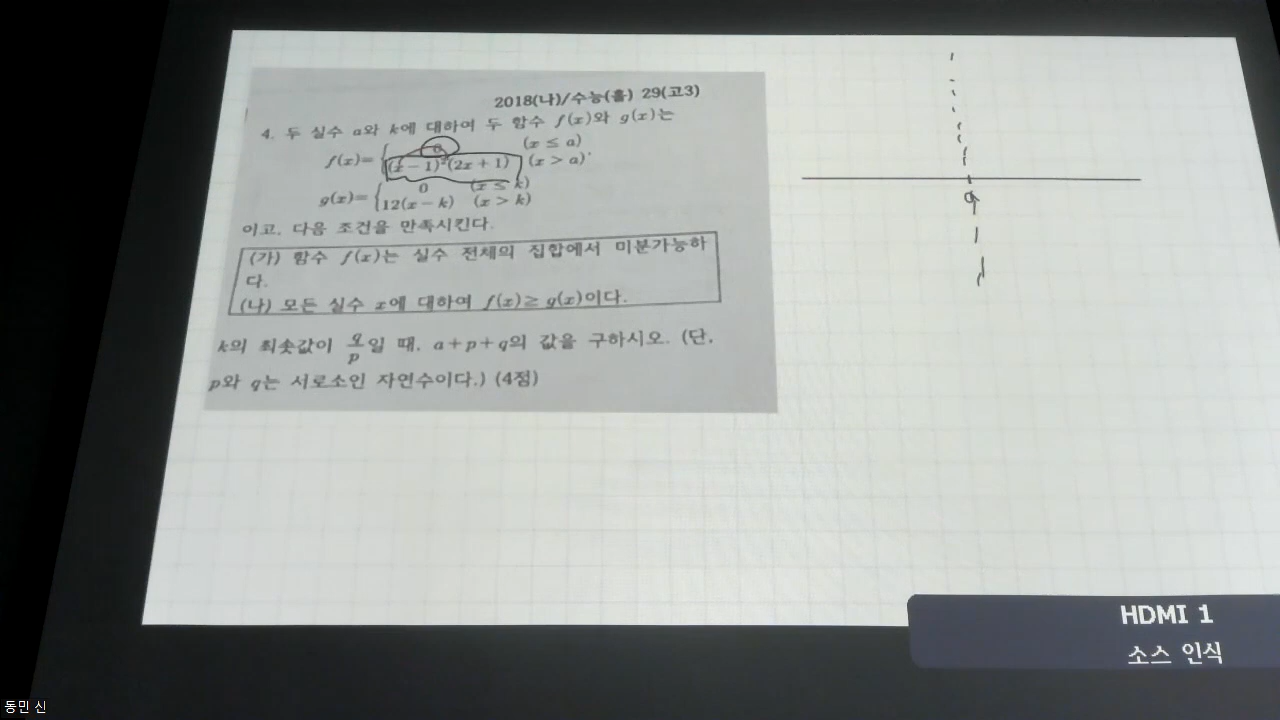 2018(나)/수능(홀) 29(고3)
4. 두 실수 a와 k에 대하여 두 함수 f(x)와 g(x)는
f(x)={ 0 (x ≤ a)
(x−1)²(2x+1) (x > a)'
g(x)={ 0 (x ≤ k)
12(x−k) (x > k)
이고, 다음 조건을 만족시킨다.
(가) 함수 f(x)는 실수 전체의 집합에서 미분가능하
다.
(나) 모든 실수 x에 대하여 f(x)≥g(x)이다.
k의 최솟값이 q/p일 때, a+p+q의 값을 구하시오. (단,
p와 q는 서로소인 자연수이다.) (4점)
a
HDMI 1
소스 인식
동민 신